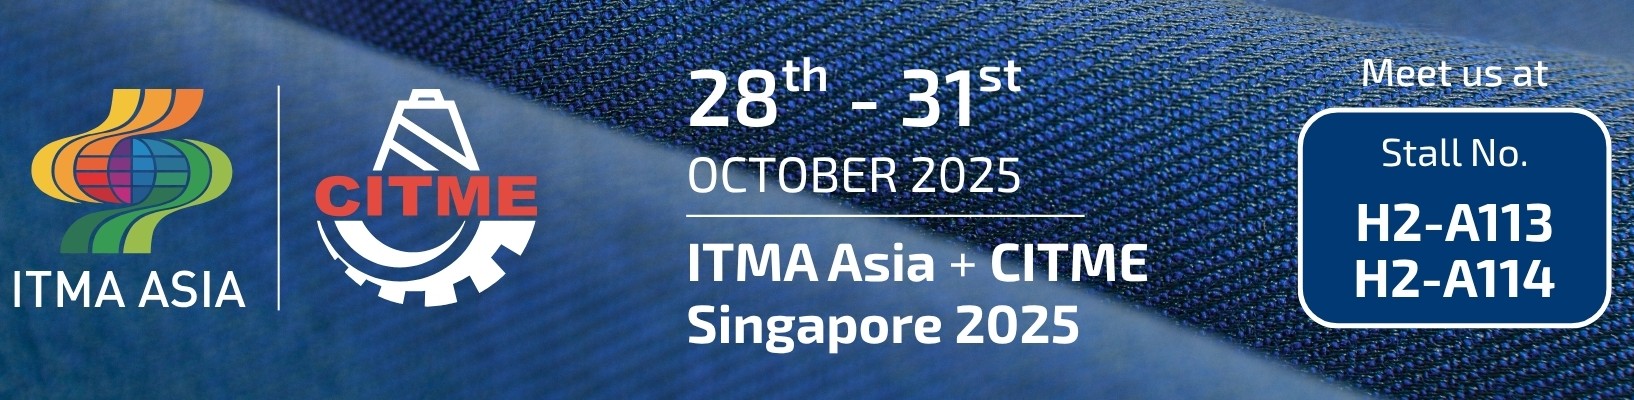 ITMA ASIA
CITME
28th - 31st
OCTOBER 2025
ITMA Asia + CITME
Singapore 2025
Meet us at
Stall No.
H2-A113
H2-A114